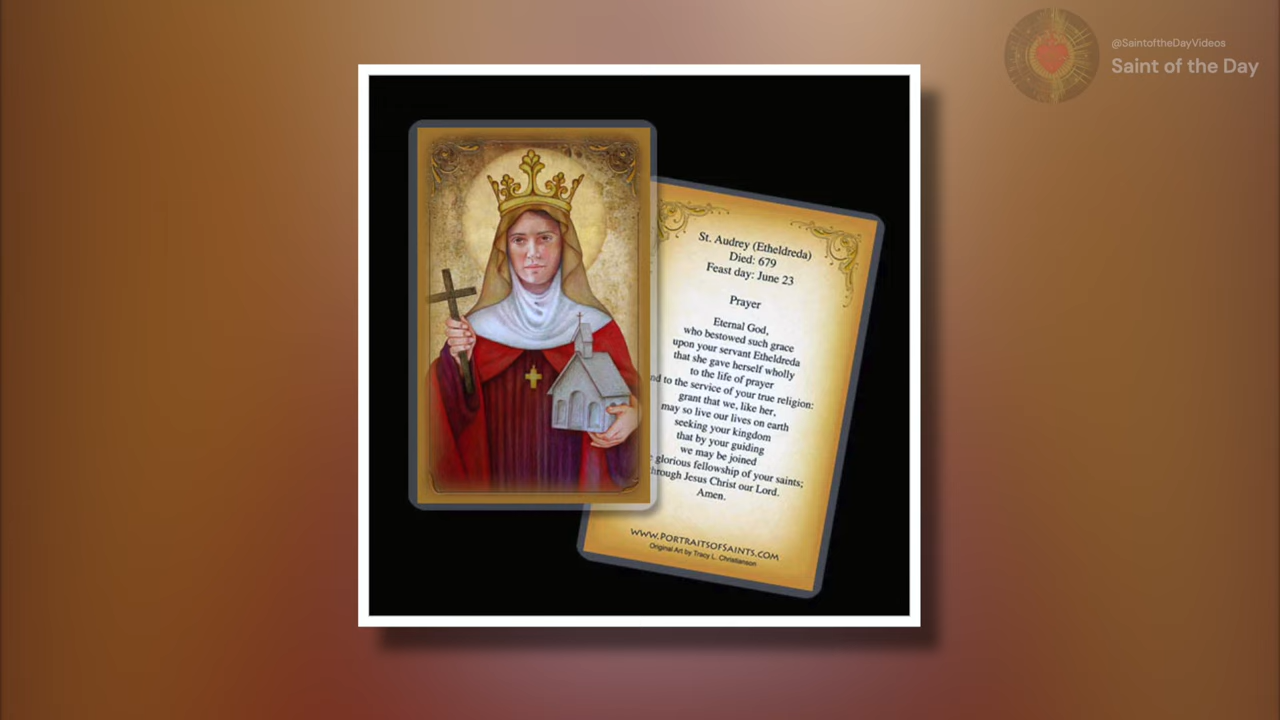 @SaintoftheDayVideos
Saint of the Day
St. Audrey (Etheldreda)
Died: 679
Feast day: June 23
Prayer
Eternal God,
who bestowed such grace
upon your servant Etheldreda
that she gave herself wholly
to the life of prayer
to the service of your true religion:
grant that we, like her,
may so live our lives on earth
seeking your kingdom
that by your guiding
we may be joined
glorious fellowship of your saints;
through Jesus Christ our Lord.
Amen.
www.PortraitsofSaints.com
Original Art by Tracy L. Christianson